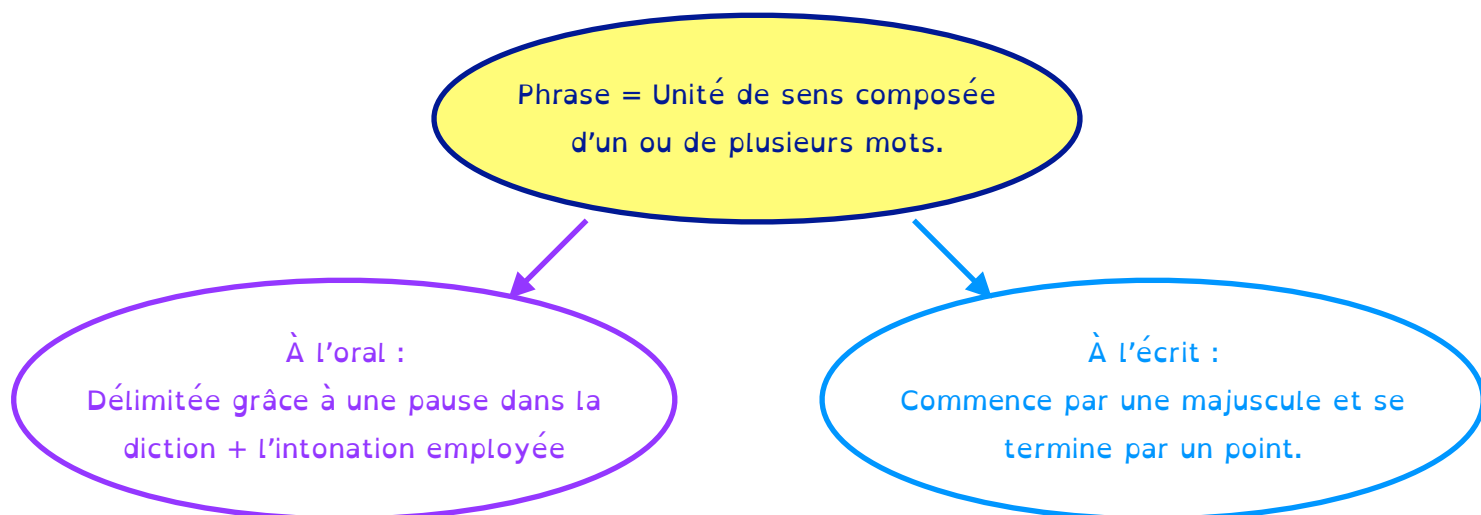 Phrase = Unité de sens composée
d'un ou de plusieurs mots.
À l'oral :
Délimitée grâce à une pause dans la
diction + l'intonation employée
À l'écrit :
Commence par une majuscule et se
termine par un point.